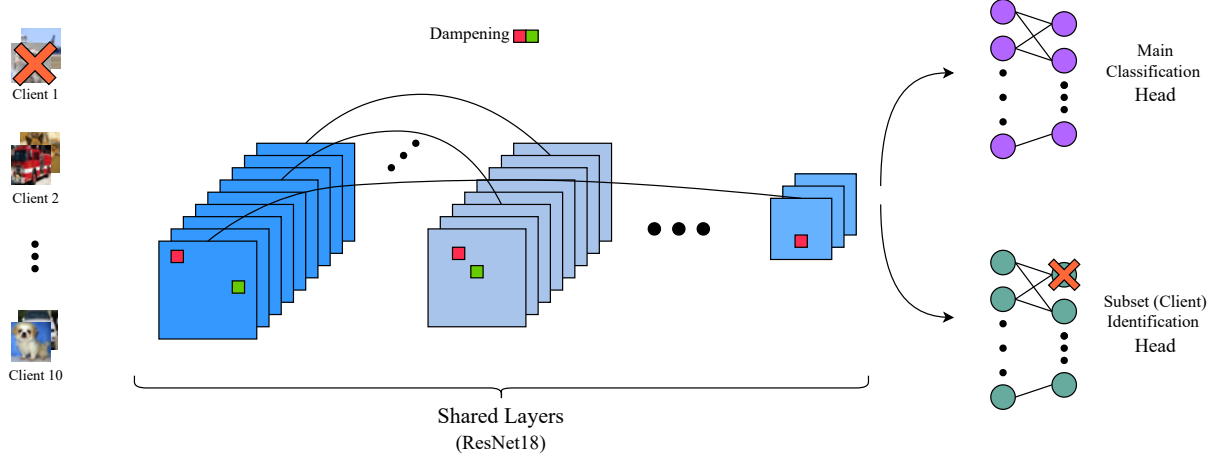 Dampening
Client 1
Client 2
Client 10
Shared Layers
(ResNet18)
Main
Classification
Head
Subset (Client)
Identification
Head